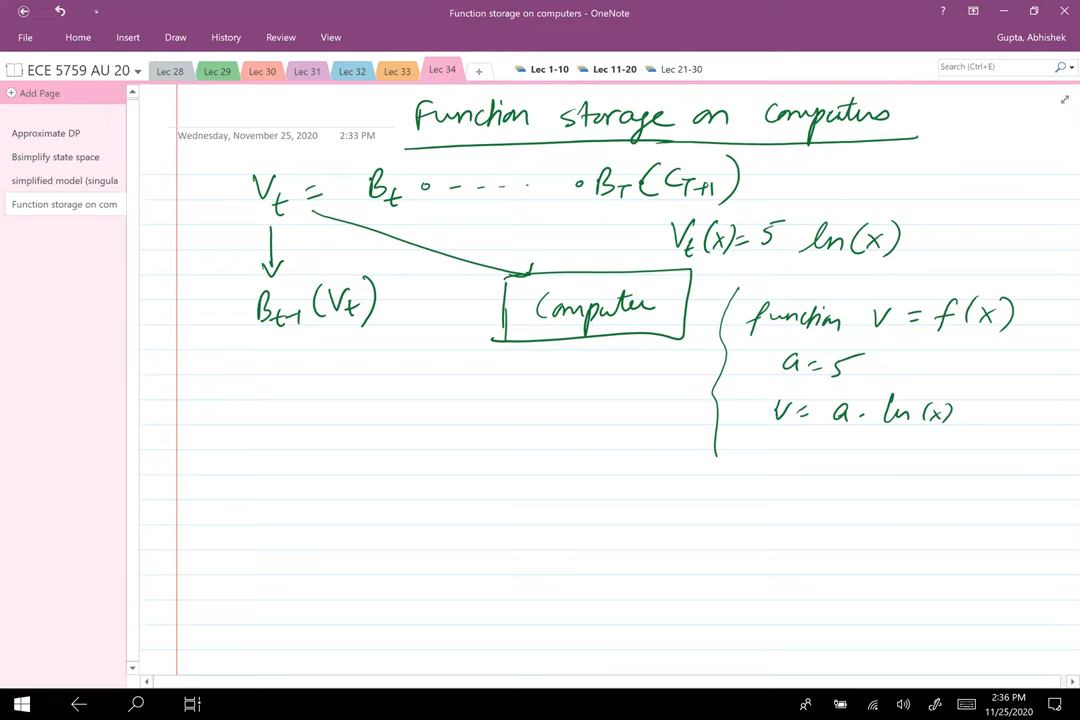 Function storage on computers - OneNote
? Gupta, Abhishek
File Home Insert Draw History Review View
ECE 5759 AU 20 Lec 28 Lec 29 Lec 30 Lec 31 Lec 32 Lec 33 Lec 34 + Lec 1-10 Lec 11-20 Lec 21-30 Search (Ctrl+E)
Add Page
Approximate DP
Bsimplify state space
simplified model (singula
Function storage on com
Function storage on computers
Wednesday, November 25, 2020 2:33 PM
V_t = B_t ∘ ----.. ∘ B_T (C_T+1)
V_t(x) = 5 ln(x)
B_t-1 (V_t)
Computer
function v = f(x)
a = 5
v = a . ln(x)
2:36 PM
11/25/2020